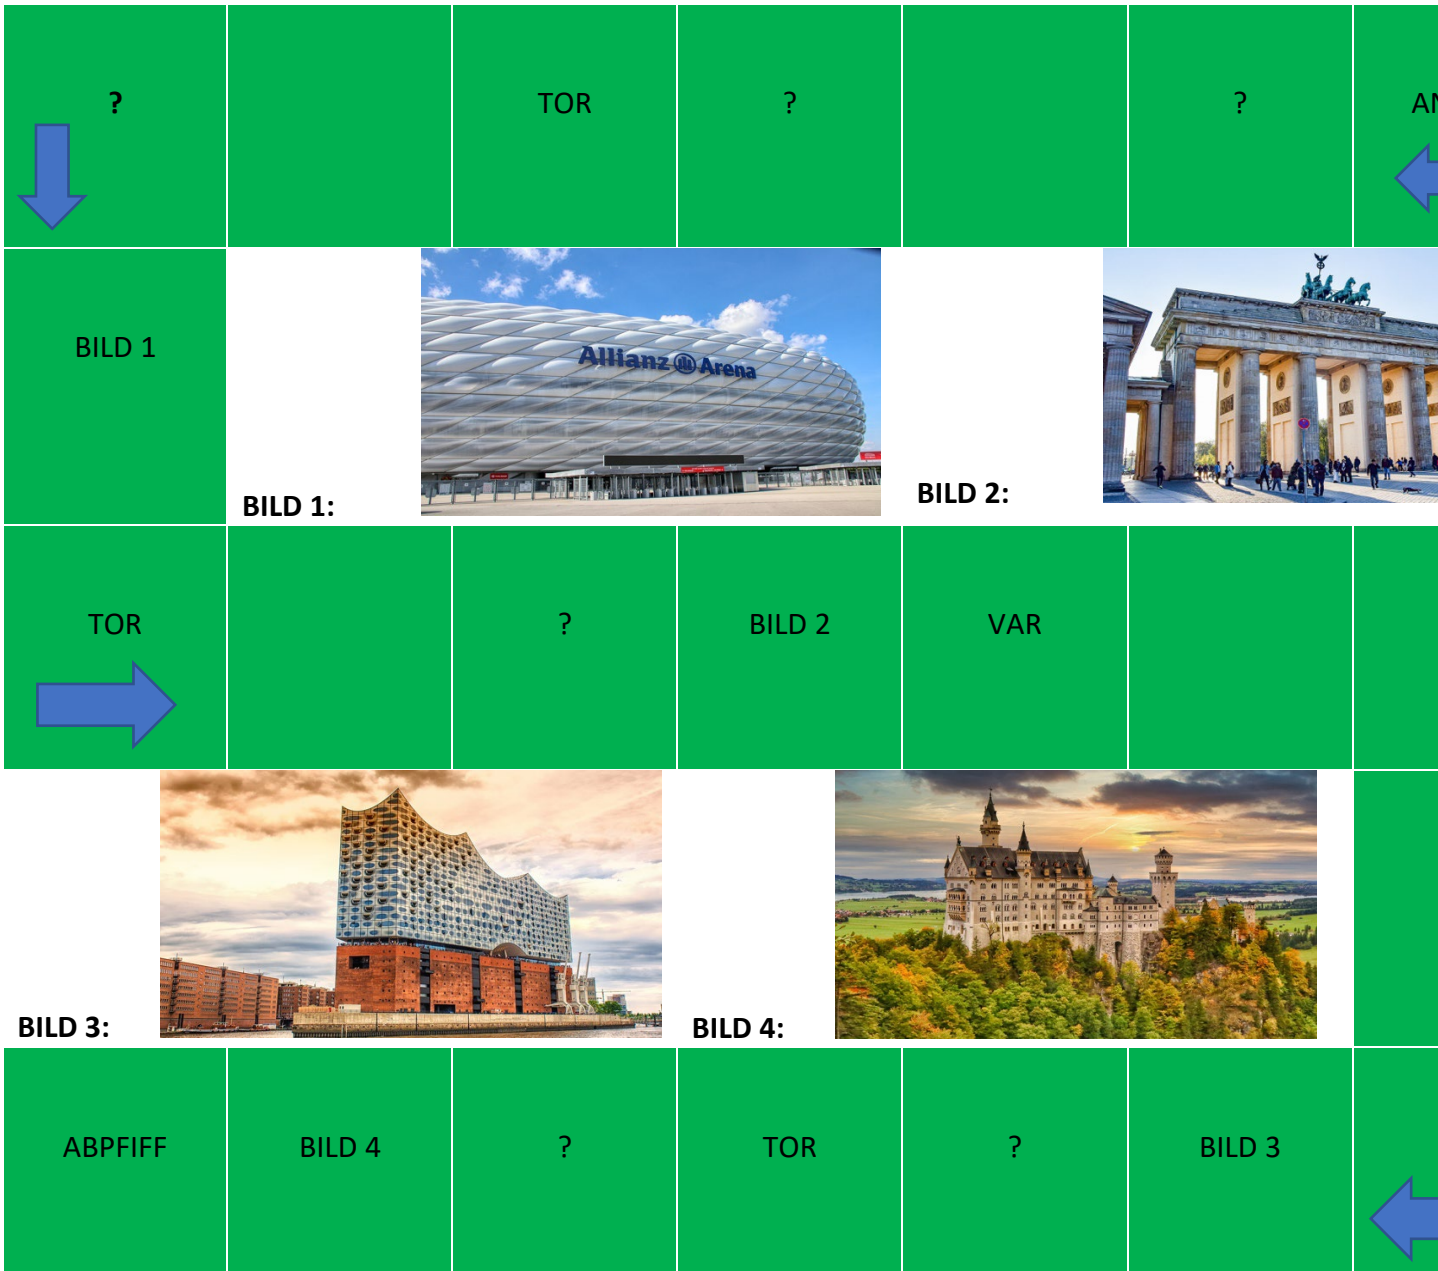 ?
TOR
?
?
BILD 1
Allianz Arena
BILD 1:
BILD 2:
TOR
?
BILD 2
VAR
BILD 3:
BILD 4:
ABPFIFF
BILD 4
?
TOR
?
BILD 3